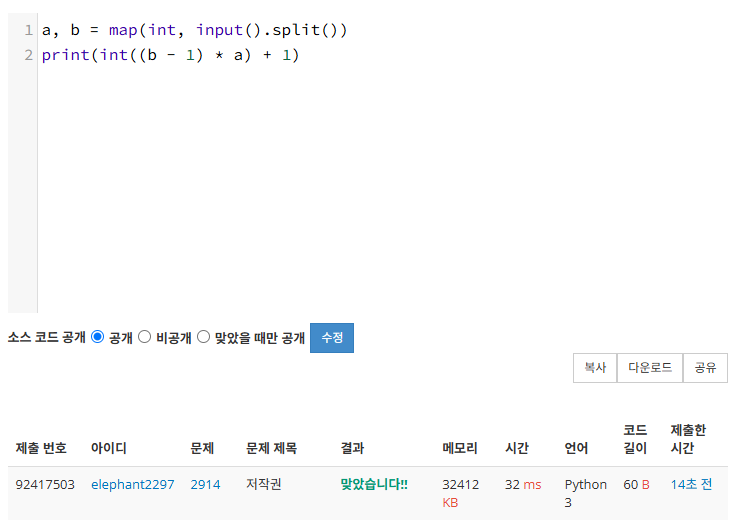 1 a, b = map(int, input().split())
2 print(int((b - 1) * a) + 1)
소스 코드 공개 공개 비공개 맞았을 때만 공개 수정
복사 다운로드 공유
제출 번호 아이디 문제 문제 제목 결과 메모리 시간 언어 코드 길이 제출한 시간
92417503 elephant2297 2914 저작권 맞았습니다!! 32412 KB 32 ms Python 3 60 B 14초 전